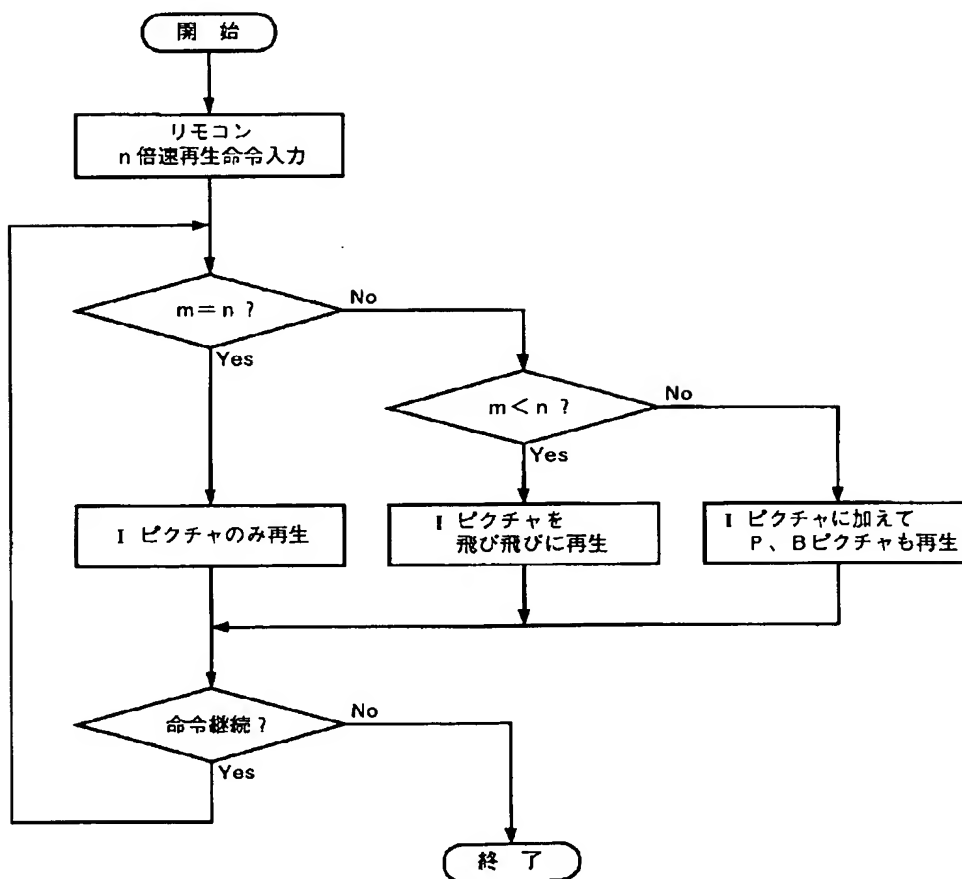 開 始
リモコン
n倍速再生命令入力
m=n ?
No
Yes
m<n ?
No
Yes
I ピクチャのみ再生
I ピクチャを
飛び飛びに再生
I ピクチャに加えて
P、Bピクチャも再生
命令継続?
No
Yes
終 了